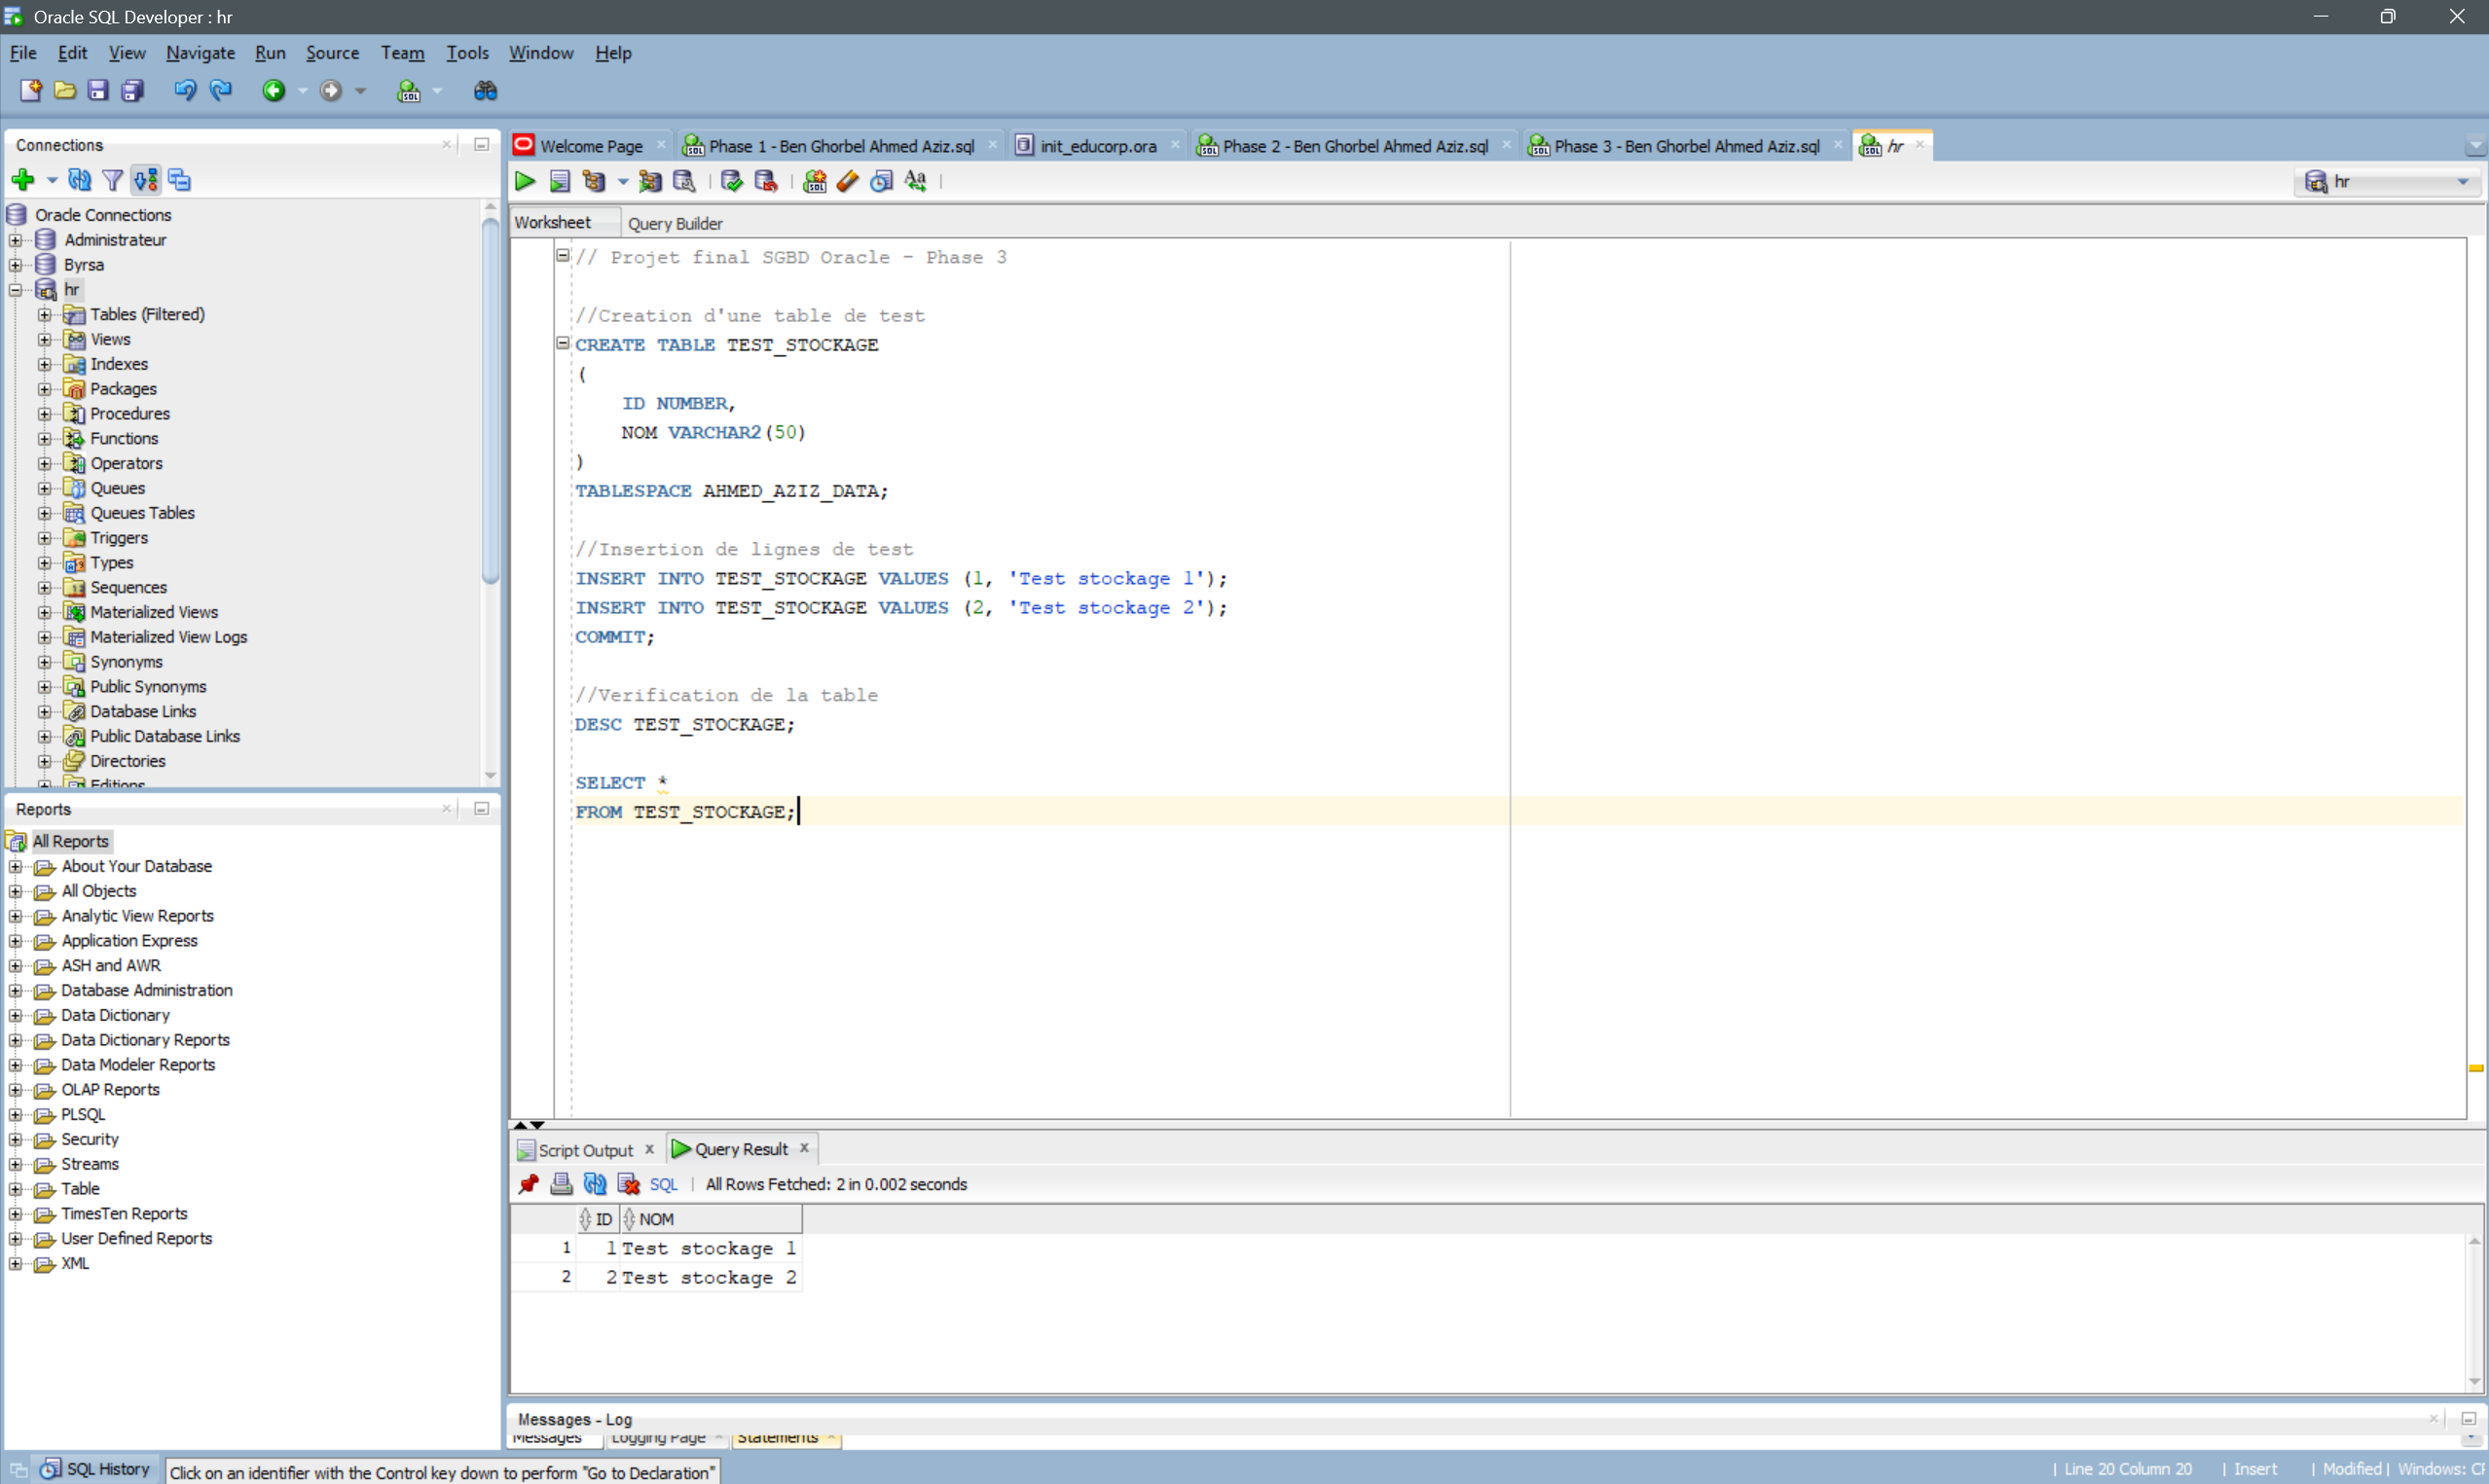 Oracle SQL Developer : hr
File Edit View Navigate Run Source Team Tools Window Help
Connections
Oracle Connections
Administrateur
Byrsa
hr
Tables (Filtered)
Views
Indexes
Packages
Procedures
Functions
Operators
Queues
Queues Tables
Triggers
Types
Sequences
Materialized Views
Materialized View Logs
Synonyms
Public Synonyms
Database Links
Public Database Links
Directories
Editions
Reports
All Reports
About Your Database
All Objects
Analytic View Reports
Application Express
ASH and AWR
Database Administration
Data Dictionary
Data Dictionary Reports
Data Modeler Reports
OLAP Reports
PLSQL
Security
Streams
Table
TimesTen Reports
User Defined Reports
XML
Welcome Page Phase 1 - Ben Ghorbel Ahmed Aziz.sql init_educorp.ora Phase 2 - Ben Ghorbel Ahmed Aziz.sql Phase 3 - Ben Ghorbel Ahmed Aziz.sql hr
hr
Worksheet Query Builder
// Projet final SGBD Oracle - Phase 3
//Creation d'une table de test
CREATE TABLE TEST_STOCKAGE
(
ID NUMBER,
NOM VARCHAR2(50)
)
TABLESPACE AHMED_AZIZ_DATA;
//Insertion de lignes de test
INSERT INTO TEST_STOCKAGE VALUES (1, 'Test stockage 1');
INSERT INTO TEST_STOCKAGE VALUES (2, 'Test stockage 2');
COMMIT;
//Verification de la table
DESC TEST_STOCKAGE;
SELECT *
FROM TEST_STOCKAGE;
Script Output x Query Result x
SQL | All Rows Fetched: 2 in 0.002 seconds
ID NOM
1 1 Test stockage 1
2 2 Test stockage 2
Messages - Log
Messages Logging Page Statements
SQL History Click on an identifier with the Control key down to perform "Go to Declaration" | Line 20 Column 20 | Insert | Modified | Windows: